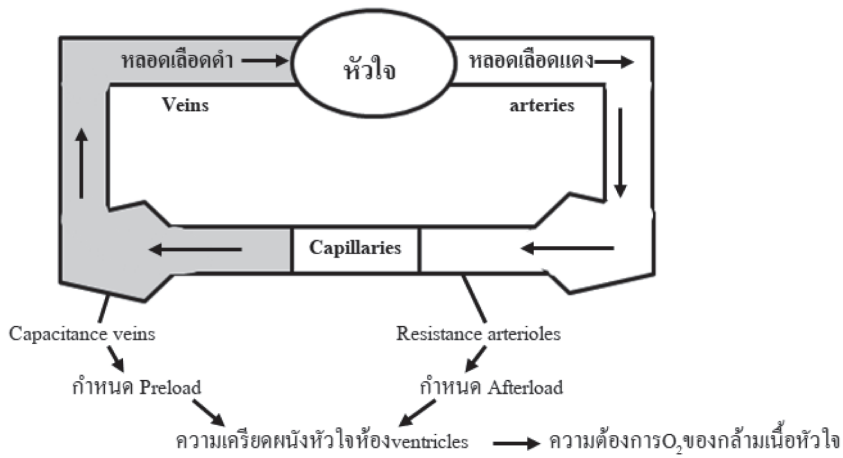 หลอดเลือดดำ
หัวใจ
หลอดเลือดแดง
Veins
arteries
Capillaries
Capacitance veins
Resistance arterioles
กำหนด Preload
กำหนด Afterload
ความเครียดผนังหัวใจห้องventricles
ความต้องการO₂ของกล้ามเนื้อหัวใจ